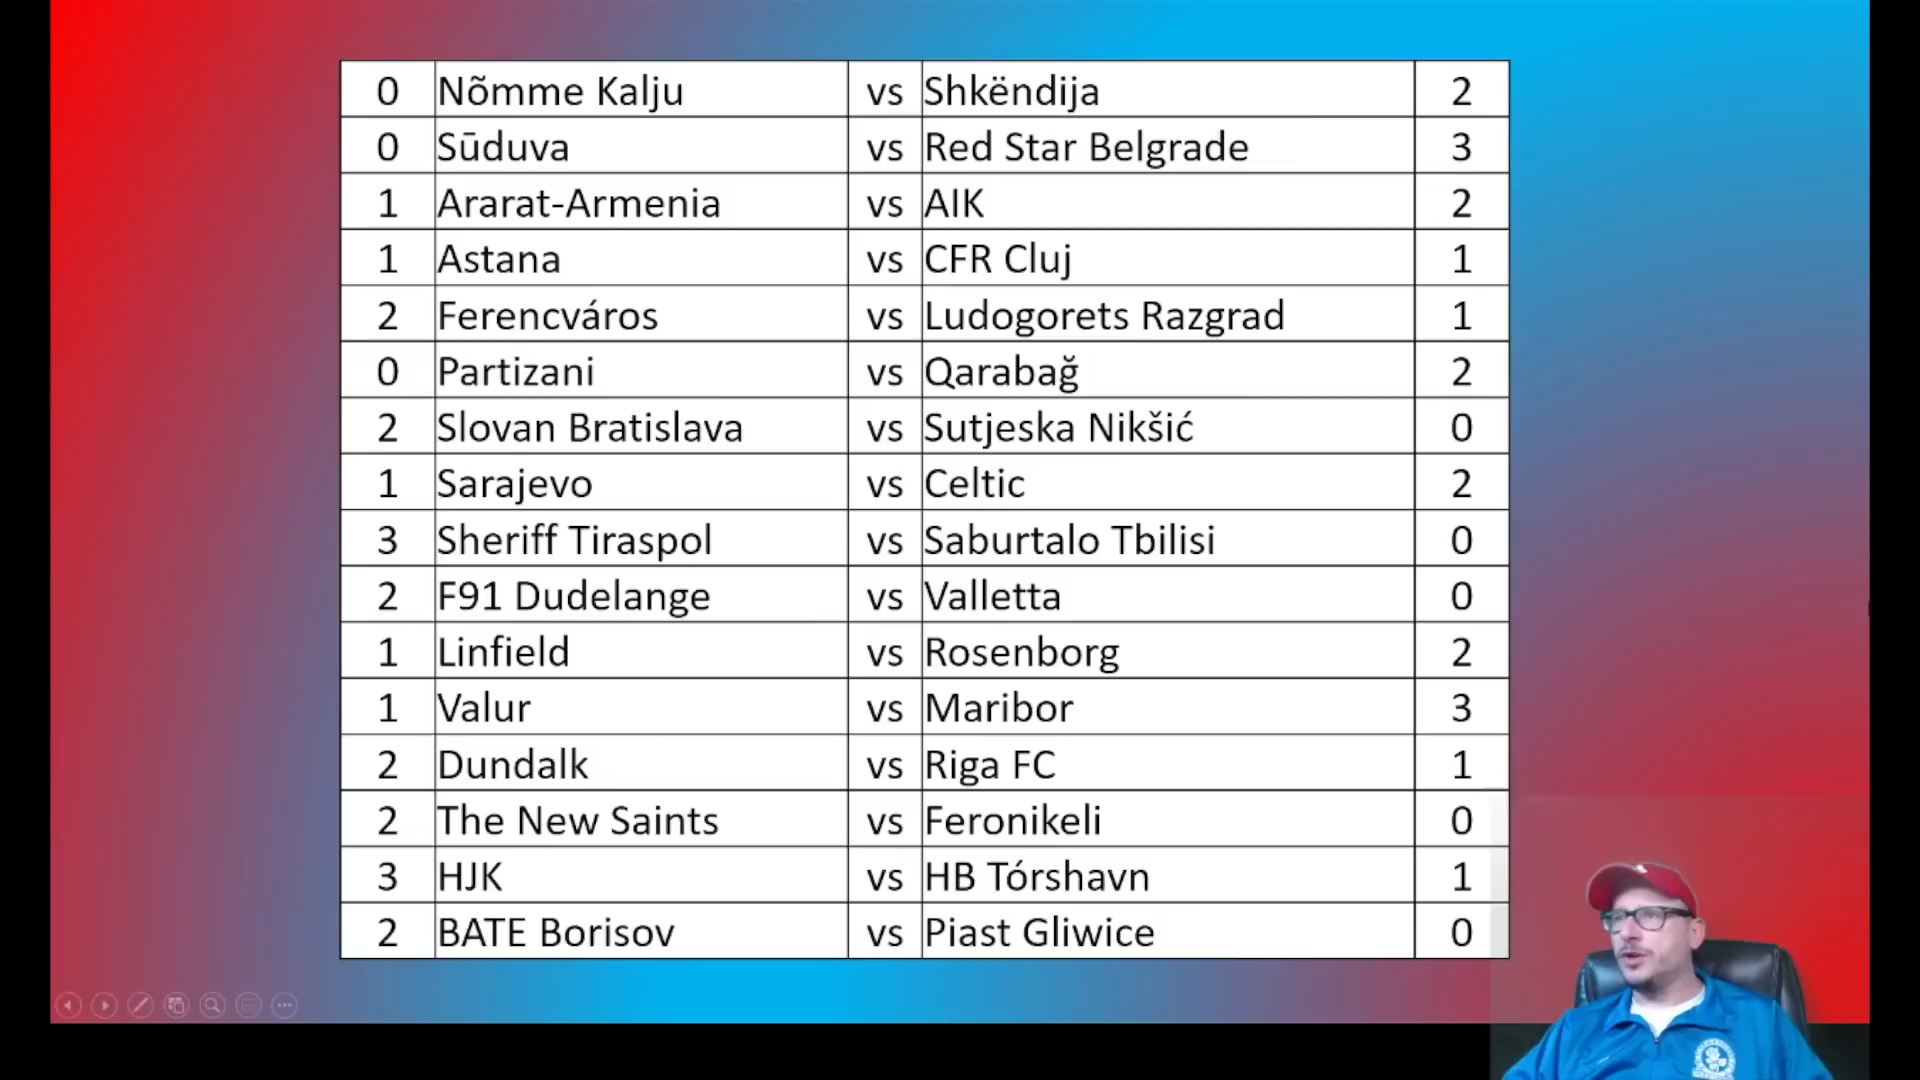 0 Nõmme Kalju vs Shkëndija 2
0 Sūduva vs Red Star Belgrade 3
1 Ararat-Armenia vs AIK 2
1 Astana vs CFR Cluj 1
2 Ferencváros vs Ludogorets Razgrad 1
0 Partizani vs Qarabağ 2
2 Slovan Bratislava vs Sutjeska Nikšić 0
1 Sarajevo vs Celtic 2
3 Sheriff Tiraspol vs Saburtalo Tbilisi 0
2 F91 Dudelange vs Valletta 0
1 Linfield vs Rosenborg 2
1 Valur vs Maribor 3
2 Dundalk vs Riga FC 1
2 The New Saints vs Feronikeli 0
3 HJK vs HB Tórshavn 1
2 BATE Borisov vs Piast Gliwice 0